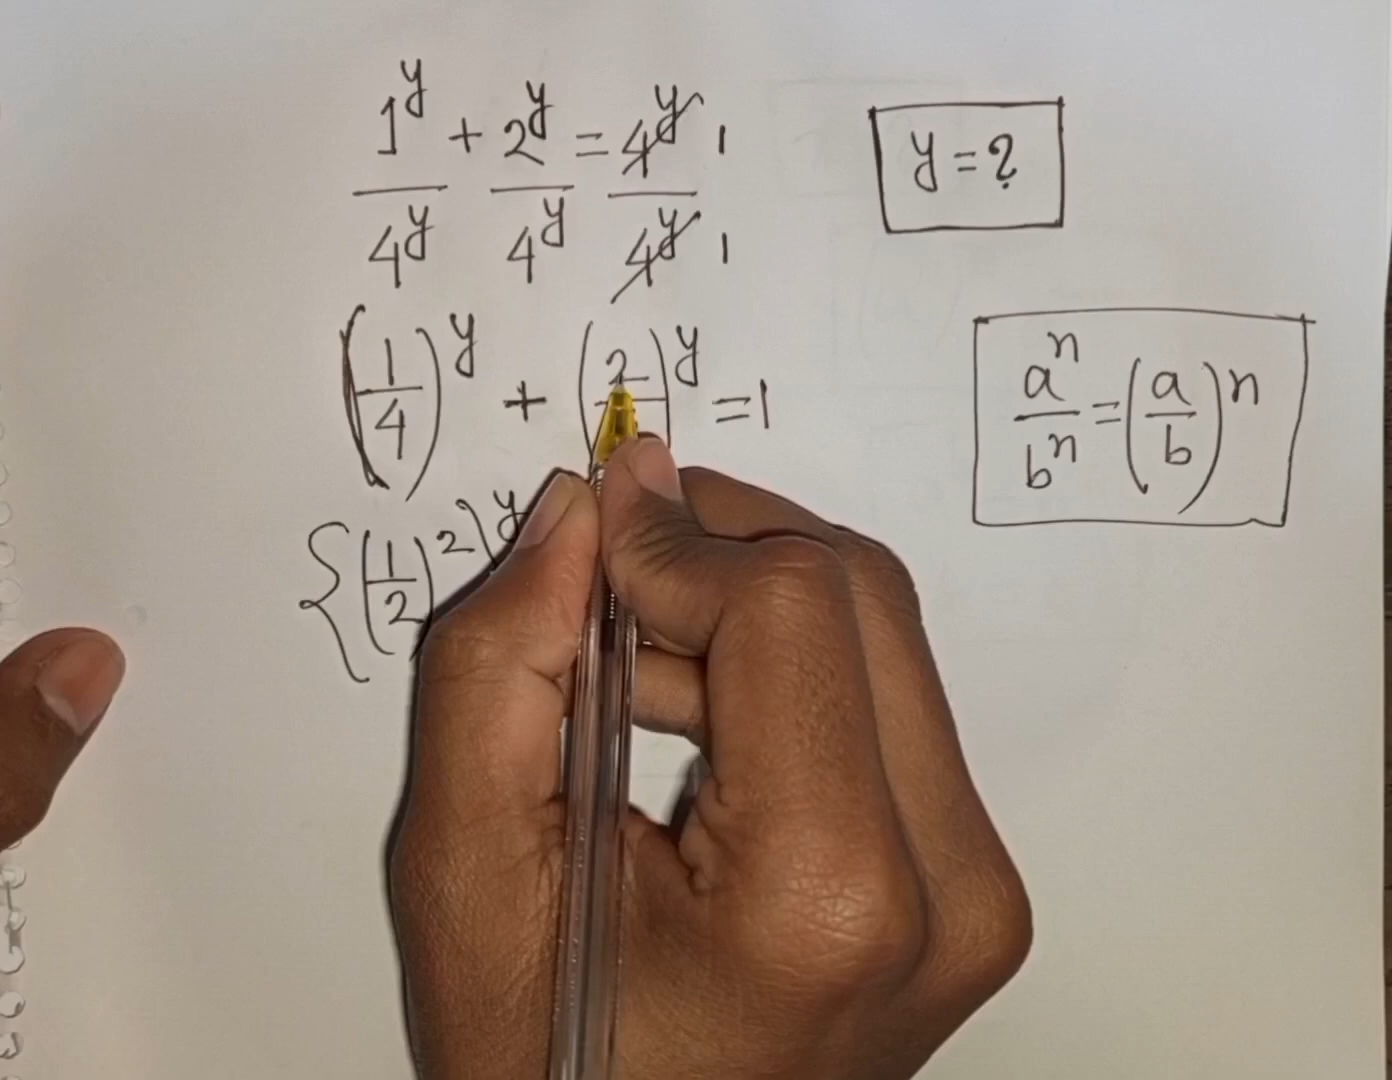 1^y + 2^y = 4^y 1
4^y 4^y 4^y 1
y = ?
(1/4)^y + (2/ )^y = 1
a^n/b^n = (a/b)^n
{(1/2)^2)^y